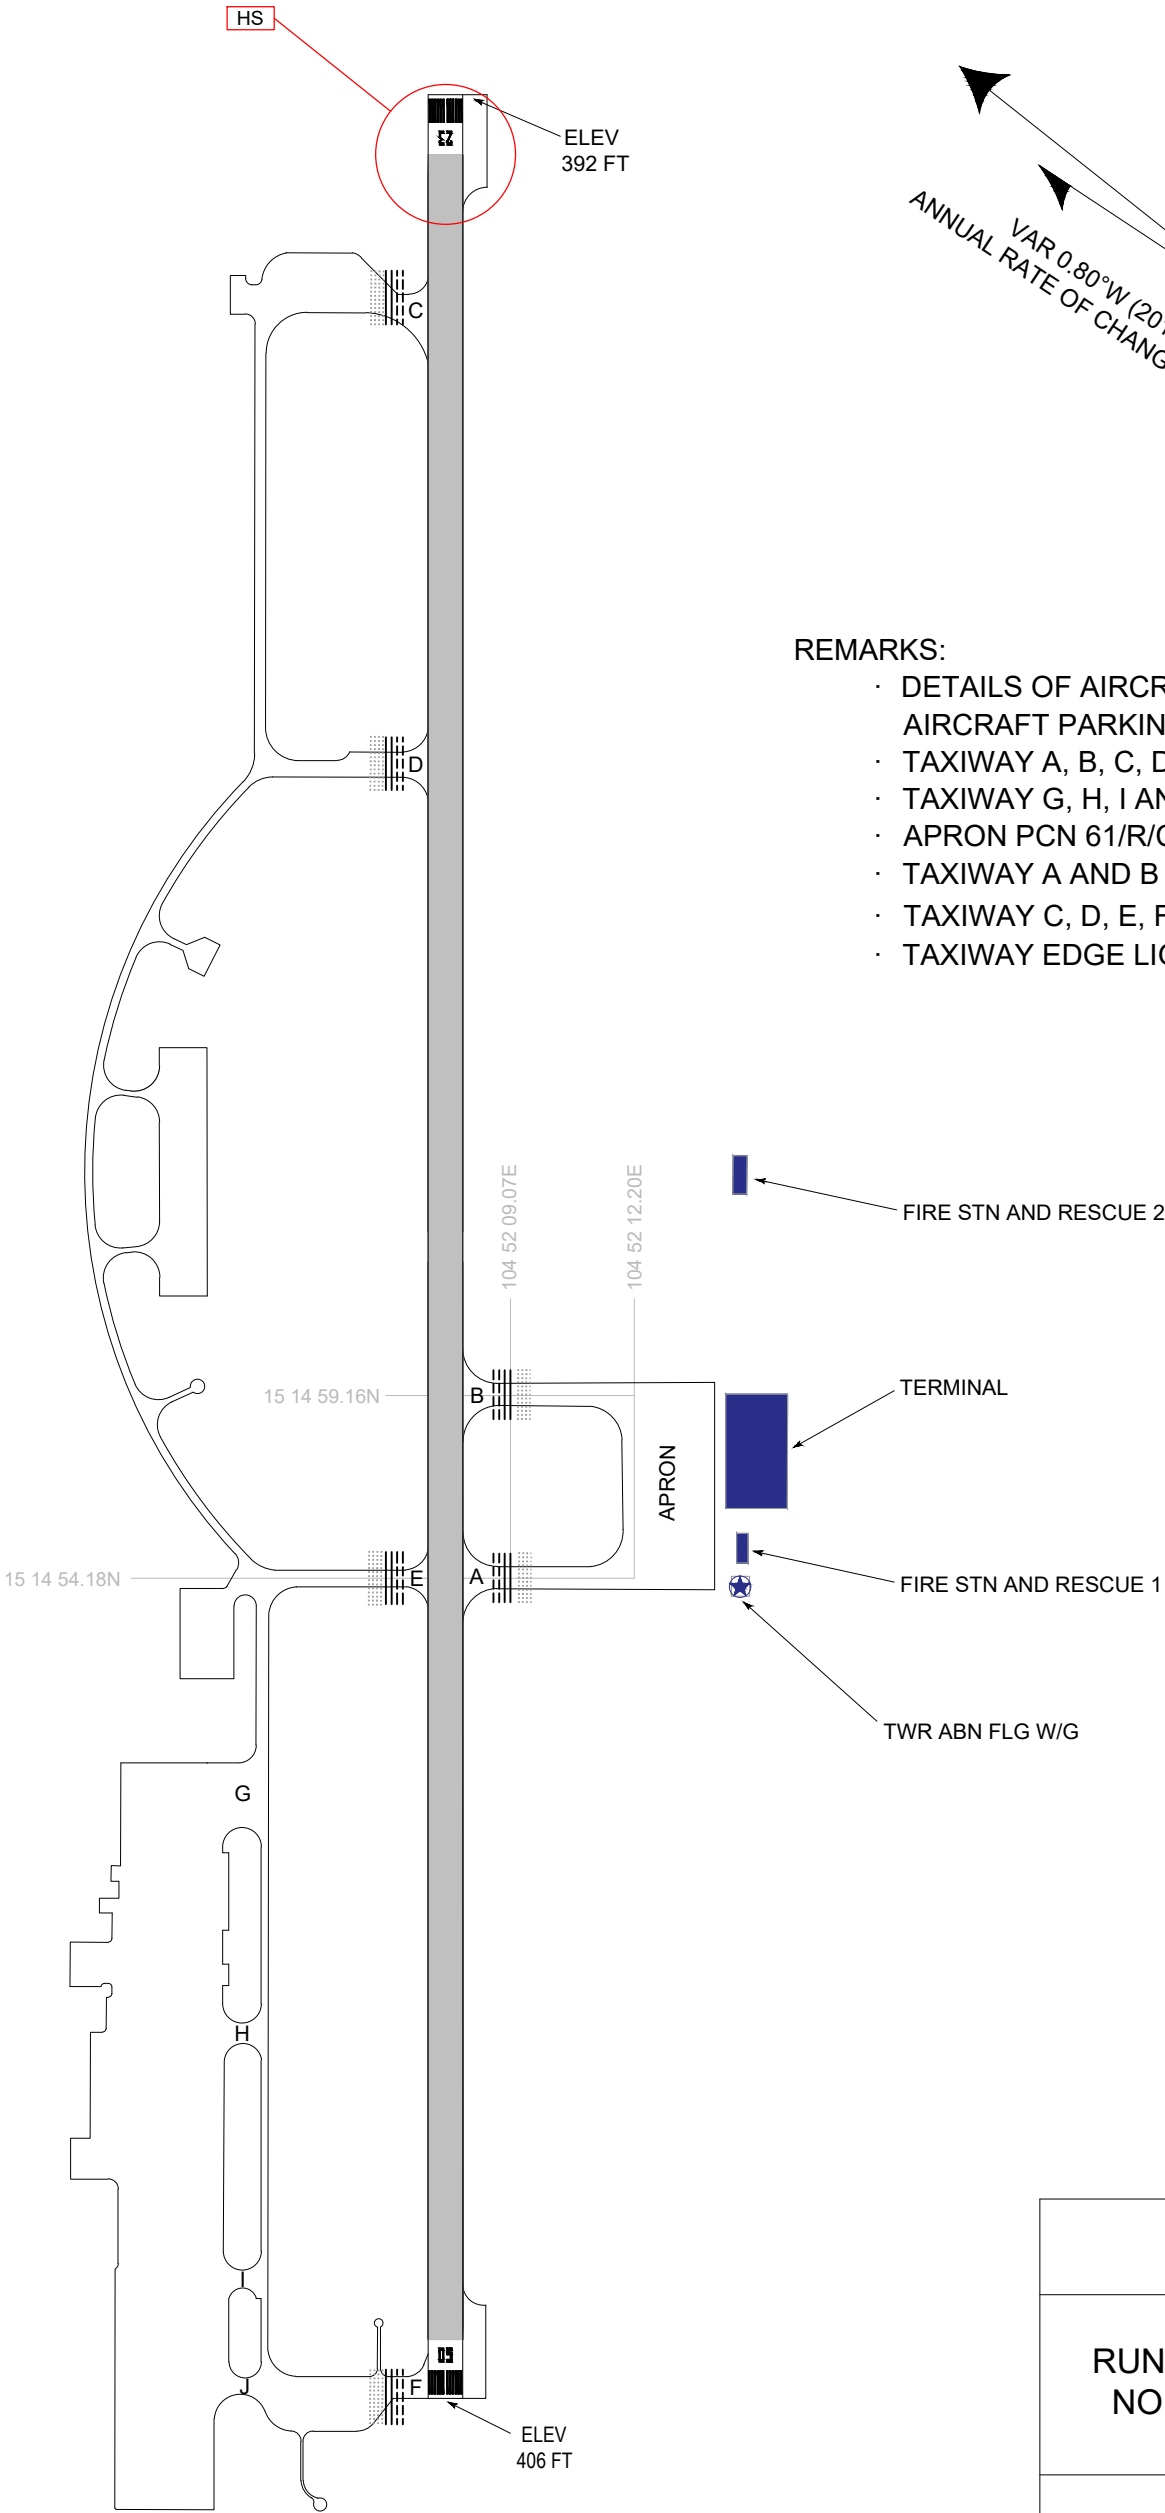 HS
23
ELEV
392 FT
VAR 0.80°W (20
ANNUAL RATE OF CHANG
C
REMARKS:
· DETAILS OF AIRCR
AIRCRAFT PARKIN
· TAXIWAY A, B, C, D
· TAXIWAY G, H, I AN
· APRON PCN 61/R/C
· TAXIWAY A AND B
· TAXIWAY C, D, E, F
· TAXIWAY EDGE LIG
D
104 52 09.07E
104 52 12.20E
FIRE STN AND RESCUE 2
15 14 59.16N
B
TERMINAL
APRON
15 14 54.18N
E
A
FIRE STN AND RESCUE 1
TWR ABN FLG W/G
G
H
I
J
05
F
ELEV
406 FT
RUN
NO